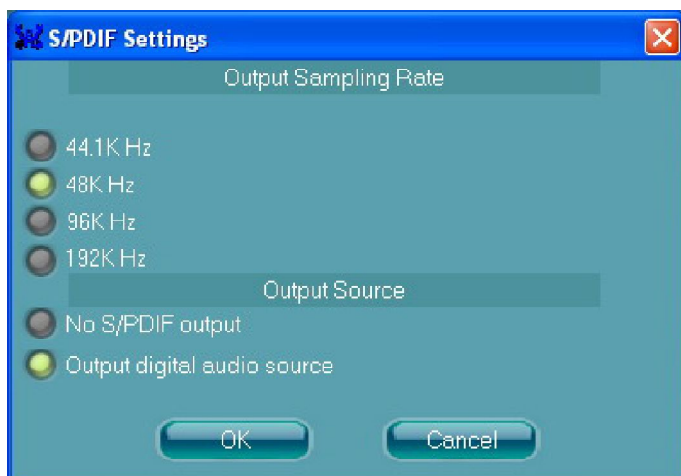 S/PDIF Settings
Output Sampling Rate
44.1K Hz
48K Hz
96K Hz
192K Hz
Output Source
No S/PDIF output
Output digital audio source
OK
Cancel